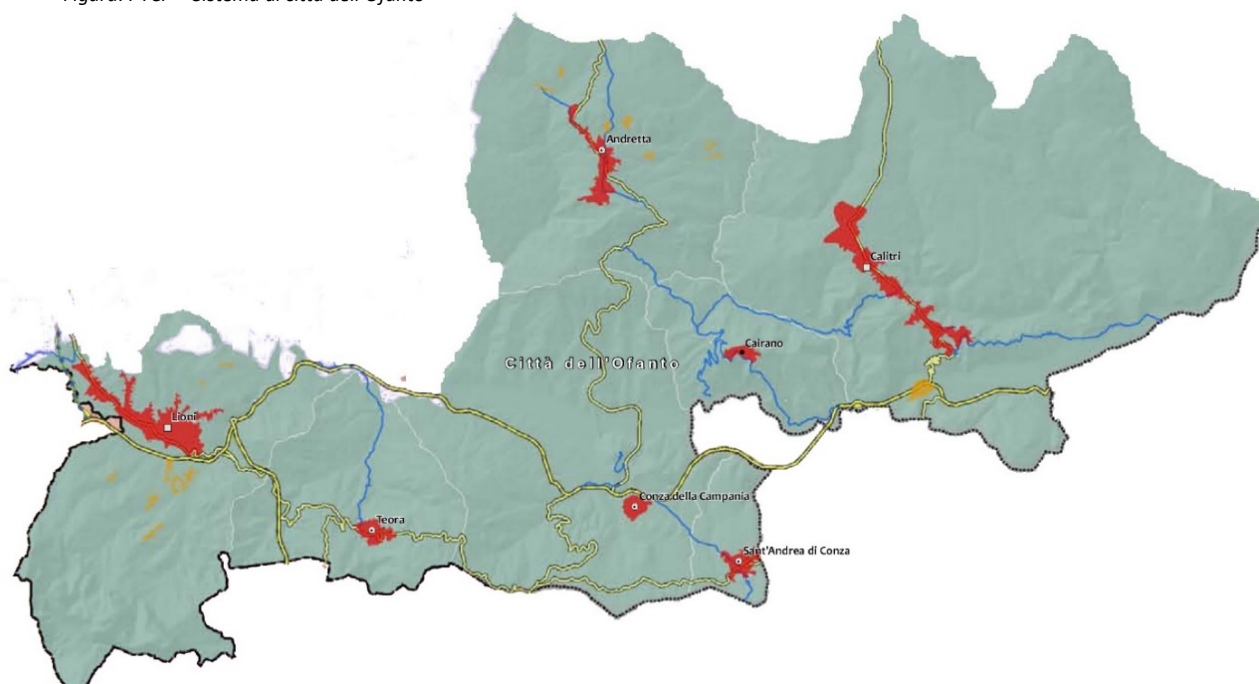 Andretta
Calitri
Cairano
Città dell'Ofanto
Lioni
Conza della Campania
Teora
Sant'Andrea di Conza